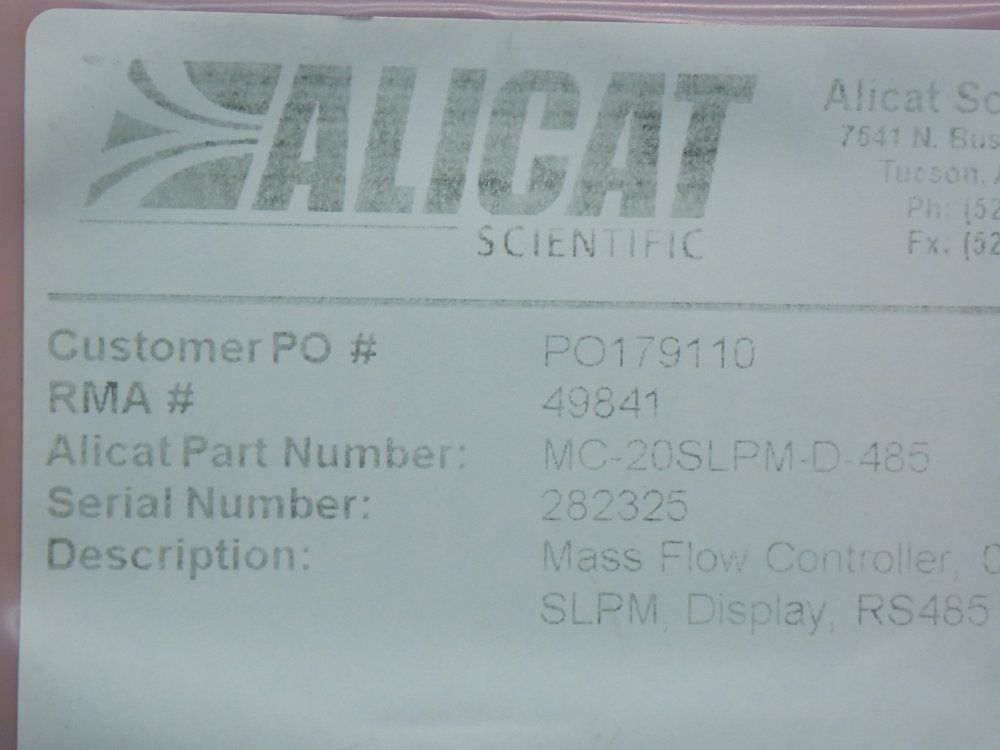 ALICAT
SCIENTIFIC
Alicat Sc
7641 N. Bus
Tucson,
Ph: (52
Fx. (52
Customer PO # PO179110
RMA # 49841
Alicat Part Number: MC-20SLPM-D-485
Serial Number: 282325
Description: Mass Flow Controller, 0
SLPM, Display, RS485